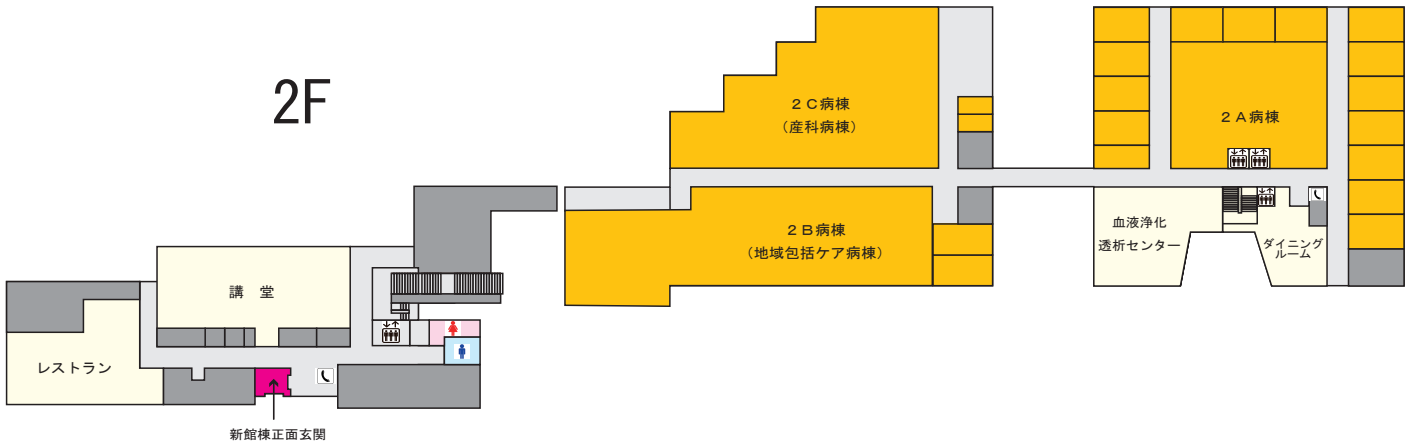 2F
2C病棟
(産科病棟)
2A病棟
2B病棟
(地域包括ケア病棟)
血液浄化
透析センター
ダイニング
ルーム
講 堂
レストラン
新館棟正面玄関